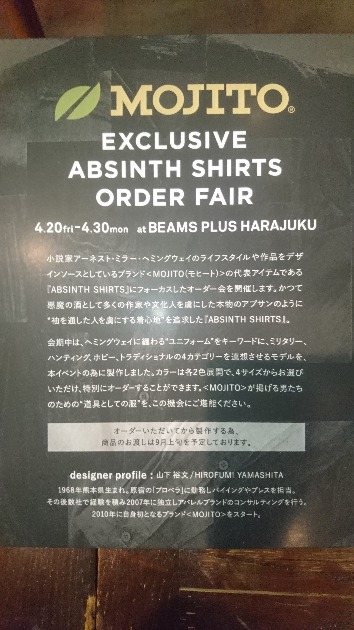 MOJITO®
EXCLUSIVE
ABSINTH SHIRTS
ORDER FAIR
4.20fri-4.30mon at BEAMS PLUS HARAJUKU
小説家アーネスト・ミラー・ヘミングウェイのライフスタイルや作品をデザ
インソースとしているブランド<MOJITO(モヒート)>の代表アイテムである
『ABSINTH SHIRTS』にフォーカスしたオーダー会を開催します。かつて
悪魔の酒として多くの作家や文化人を虜にした本物のアブサンのように
“袖を通した人を虜にする着心地”を追求した『ABSINTH SHIRTS』。
会期中は、ヘミングウェイに纏わる“ユニフォーム”をキーワードに、ミリタリー、
ハンティング、ホビー、トラディショナルの4カテゴリーを連想させるモデルを、
本イベントの為に製作しました。カラーは各2色展開で、4サイズからお選び
いただけ、特別にオーダーすることができます。<MOJITO>が掲げる男たち
のための“道具としての服”を、この機会にご堪能ください。
オーダーいただいてから製作する為、
商品のお渡しは9月上旬を予定しております。
designer profile : 山下 裕文/HIROFUMI YAMASHITA
1968年熊本県生まれ。原宿の「プロペラ」に勤務しバイイングやプレスを担当。
その後数社で経験を積み2007年に独立しアパレルブランドのコンサルティングを行う。
2010年に自身初となるブランド<MOJITO>をスタート。